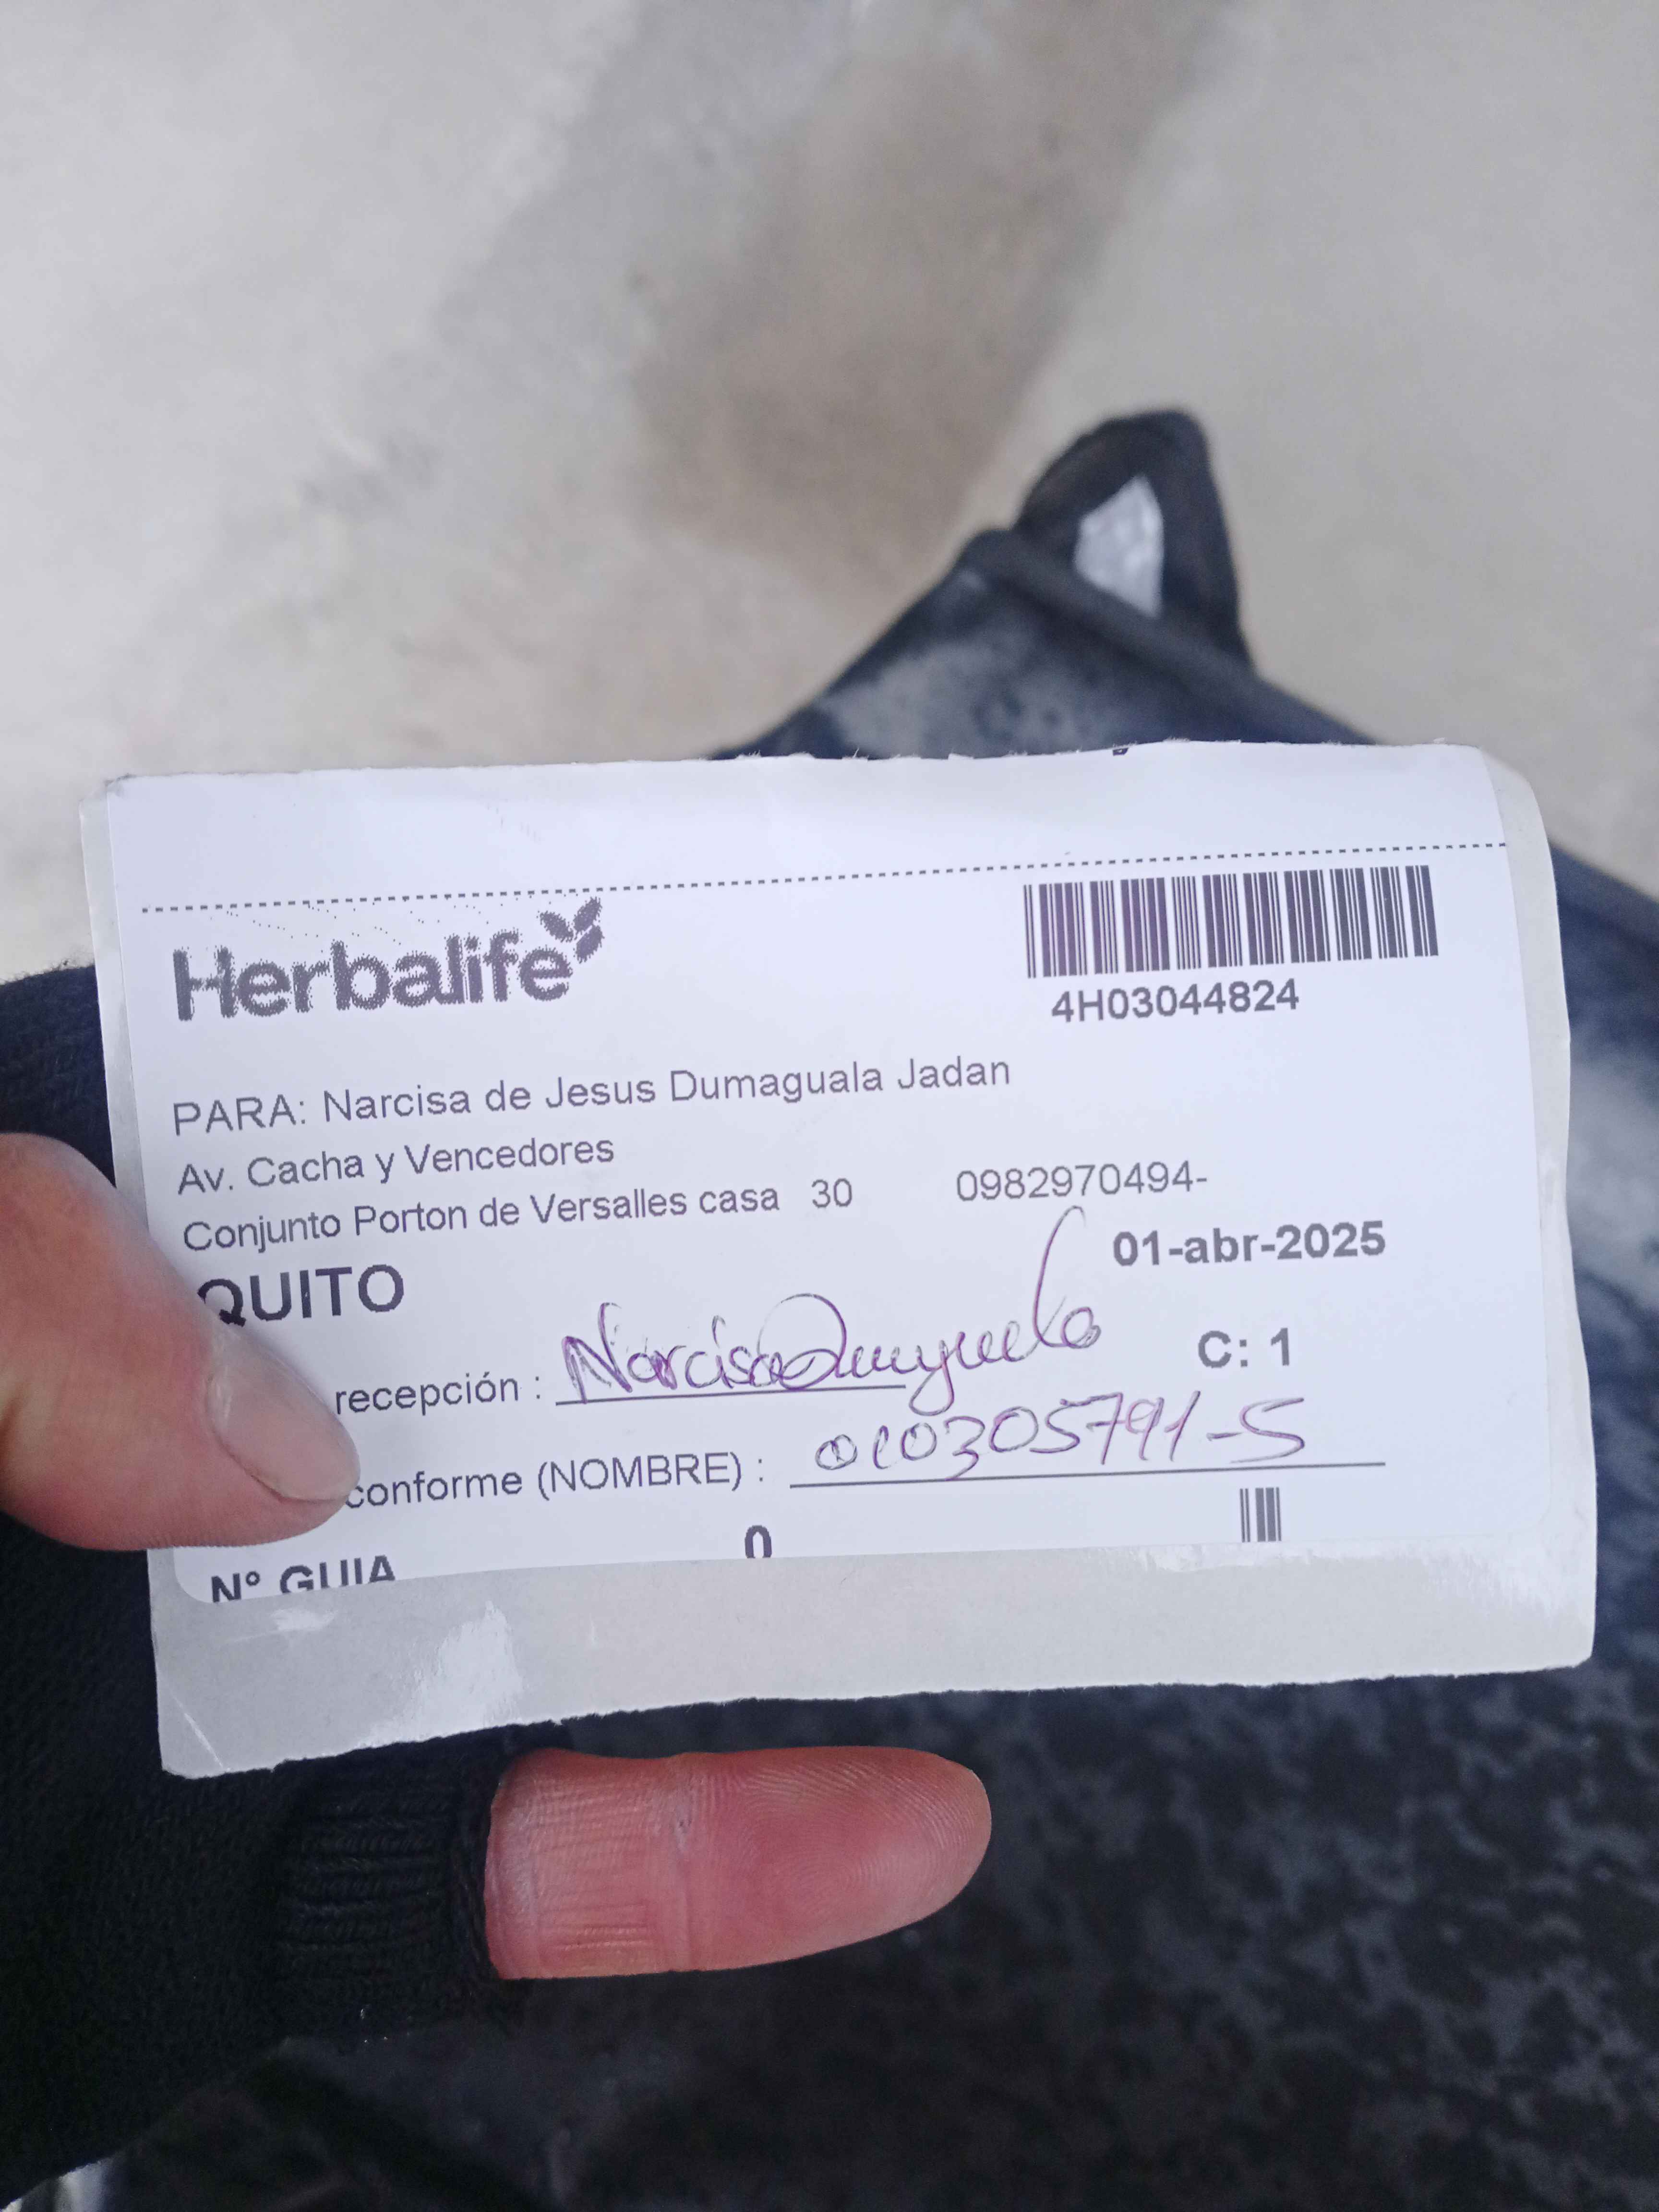 Herbalife
4H03044824
PARA: Narcisa de Jesus Dumaguala Jadan
Av. Cacha y Vencedores
Conjunto Porton de Versalles casa 30 0982970494-
QUITO 01-abr-2025
recepción : Narcisa Dumaguala C: 1
conforme (NOMBRE) : 010305791-5
N° GUIA 0